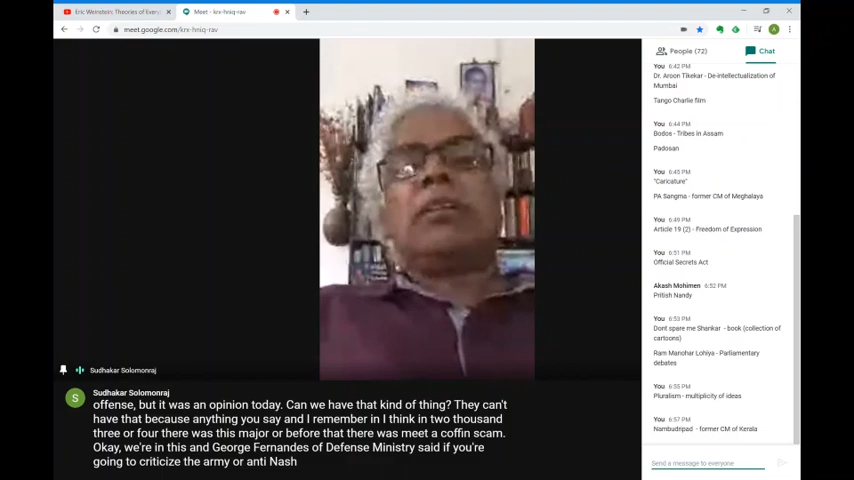 Eric Weinstein: Theories of Every
Meet - krx-hniq-rav
meet.google.com/krx-hniq-rav
A
People (72)
Chat
You 6:42 PM
Dr. Aroon Tikekar - De-intellectualization of
Mumbai
Tango Charlie film
You 6:44 PM
Bodos - Tribes in Assam
Padosan
You 6:45 PM
"Caricature"
PA Sangma - former CM of Meghalaya
You 6:49 PM
Article 19 (2) - Freedom of Expression
You 6:51 PM
Official Secrets Act
Akash Mohimen 6:52 PM
Pritish Nandy
You 6:53 PM
Dont spare me Shankar - book (collection of
cartoons)
Ram Manohar Lohiya - Parliamentary
debates
You 6:55 PM
Pluralism - multiplicity of ideas
You 6:57 PM
Nambudripad - former CM of Kerala
Send a message to everyone
Sudhakar Solomonraj
S
Sudhakar Solomonraj
offense, but it was an opinion today. Can we have that kind of thing? They can't
have that because anything you say and I remember in I think in two thousand
three or four there was this major or before that there was meet a coffin scam.
Okay, we're in this and George Fernandes of Defense Ministry said if you're
going to criticize the army or anti Nash